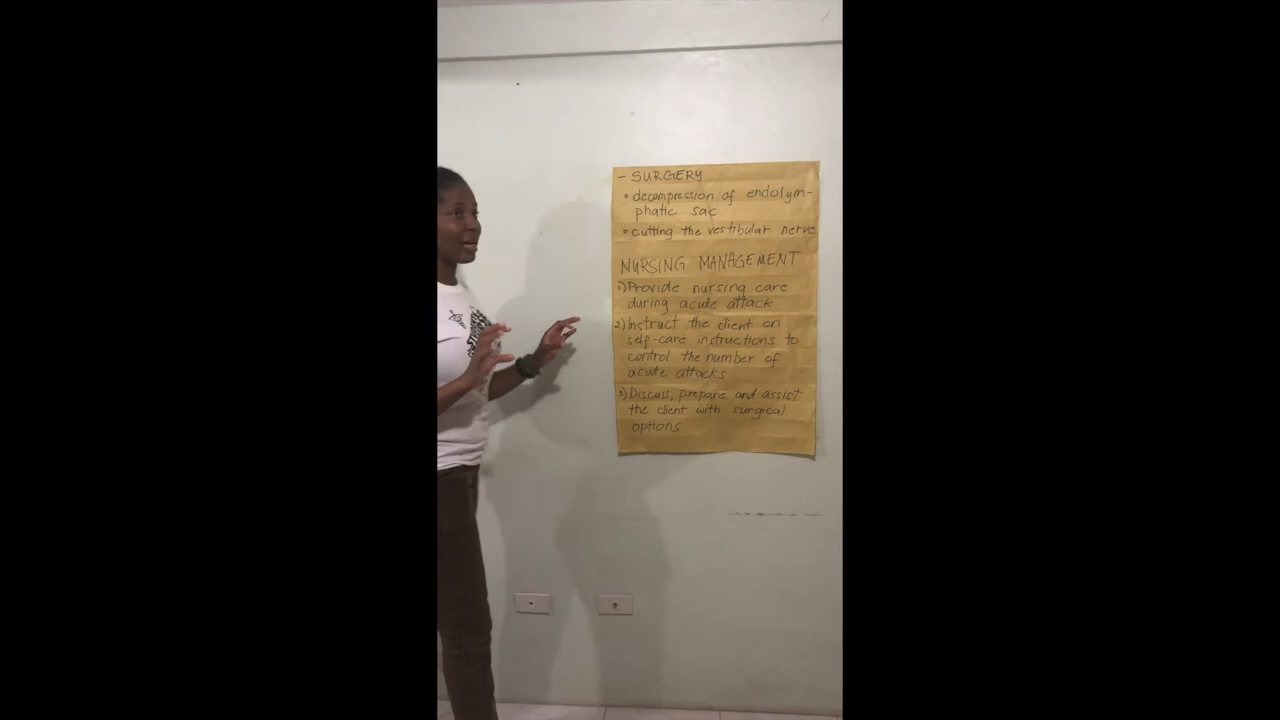 - SURGERY
• decompression of endolym-
phatic sac
• cutting the vestibular nerve
NURSING MANAGEMENT
1) Provide nursing care
during acute attack
2) Instruct the client on
self-care instructions to
control the number of
acute attacks
3) Discuss, prepare and assist
the client with surgical
options